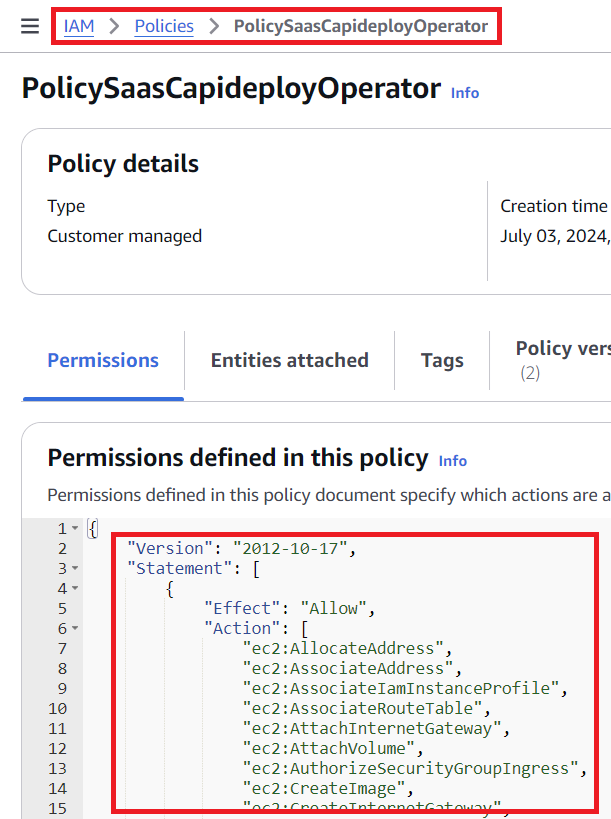 IAM > Policies > PolicySaasCapideployOperator
PolicySaasCapideployOperator Info
Policy details
Type
Customer managed
Creation time
July 03, 2024,
Permissions
Entities attached
Tags
Policy vers
(2)
Permissions defined in this policy Info
Permissions defined in this policy document specify which actions are a
1 {
2 "Version": "2012-10-17",
3 "Statement": [
4 {
5 "Effect": "Allow",
6 "Action": [
7 "ec2:AllocateAddress",
8 "ec2:AssociateAddress",
9 "ec2:AssociateIamInstanceProfile",
10 "ec2:AssociateRouteTable",
11 "ec2:AttachInternetGateway",
12 "ec2:AttachVolume",
13 "ec2:AuthorizeSecurityGroupIngress",
14 "ec2:CreateImage",
15 "ec2:CreateInternetGateway",